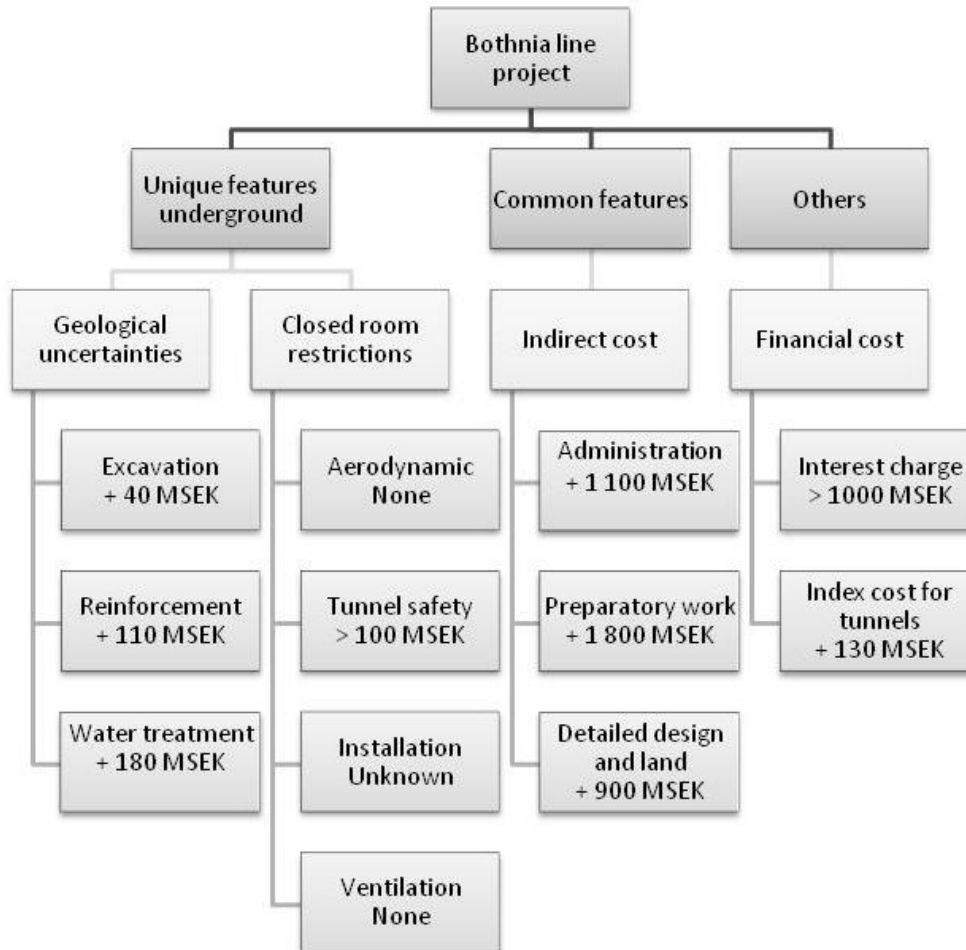 Bothnia line
project
Unique features
underground
Common features
Others
Geological
uncertainties
Closed room
restrictions
Indirect cost
Financial cost
Excavation
+ 40 MSEK
Reinforcement
+ 110 MSEK
Water treatment
+ 180 MSEK
Aerodynamic
None
Tunnel safety
> 100 MSEK
Installation
Unknown
Ventilation
None
Administration
+ 1 100 MSEK
Preparatory work
+ 1 800 MSEK
Detailed design
and land
+ 900 MSEK
Interest charge
> 1000 MSEK
Index cost for
tunnels
+ 130 MSEK